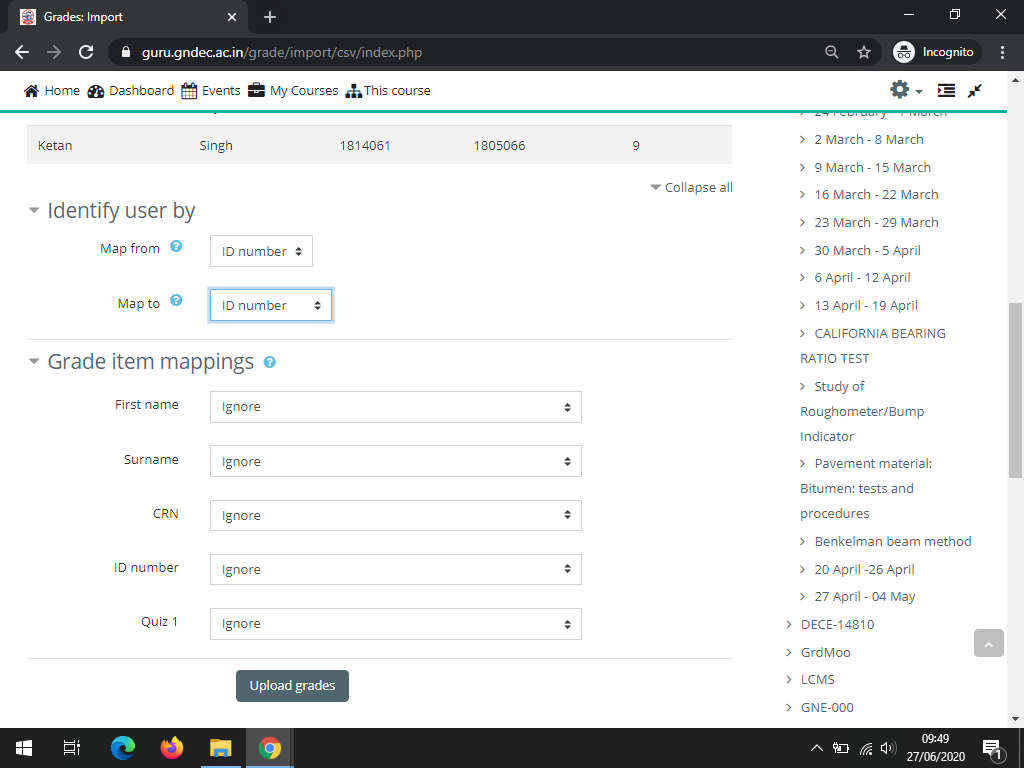 Grades: Import
guru.gndec.ac.in/grade/import/csv/index.php
Incognito
Home Dashboard Events My Courses This course
Ketan Singh 1814061 1805066 9
Collapse all
Identify user by
Map from ID number
Map to ID number
Grade item mappings
First name Ignore
Surname Ignore
CRN Ignore
ID number Ignore
Quiz 1 Ignore
Upload grades
24 February - 1 March
2 March - 8 March
9 March - 15 March
16 March - 22 March
23 March - 29 March
30 March - 5 April
6 April - 12 April
13 April - 19 April
CALIFORNIA BEARING
RATIO TEST
Study of
Roughometer/Bump
Indicator
Pavement material:
Bitumen: tests and
procedures
Benkelman beam method
20 April -26 April
27 April - 04 May
DECE-14810
GrdMoo
LCMS
GNE-000
09:49
27/06/2020
1